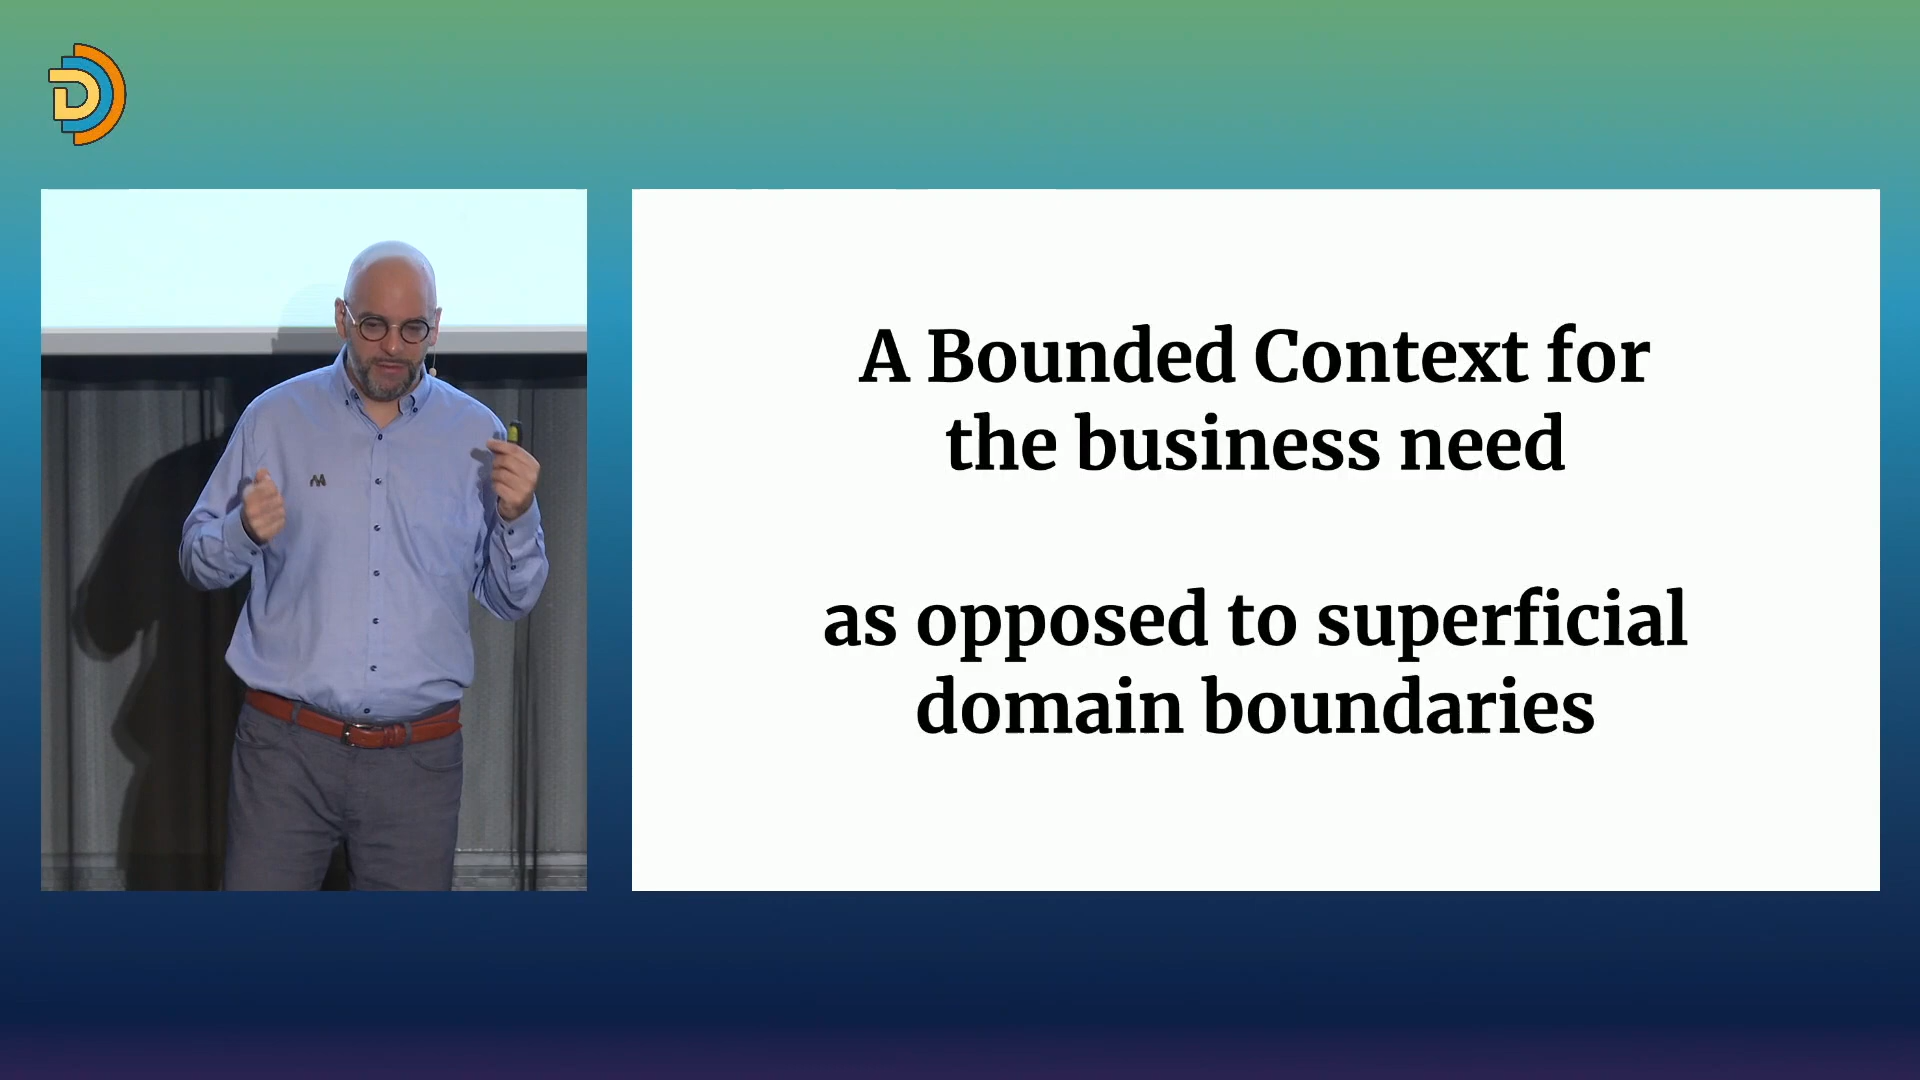 A Bounded Context for
the business need
as opposed to superficial
domain boundaries